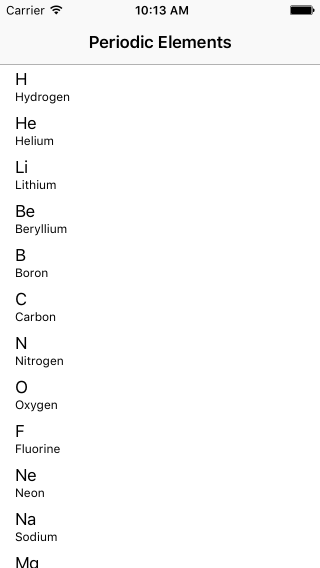 Carrier 10:13 AM
Periodic Elements
H
Hydrogen
He
Helium
Li
Lithium
Be
Beryllium
B
Boron
C
Carbon
N
Nitrogen
O
Oxygen
F
Fluorine
Ne
Neon
Na
Sodium
Mg